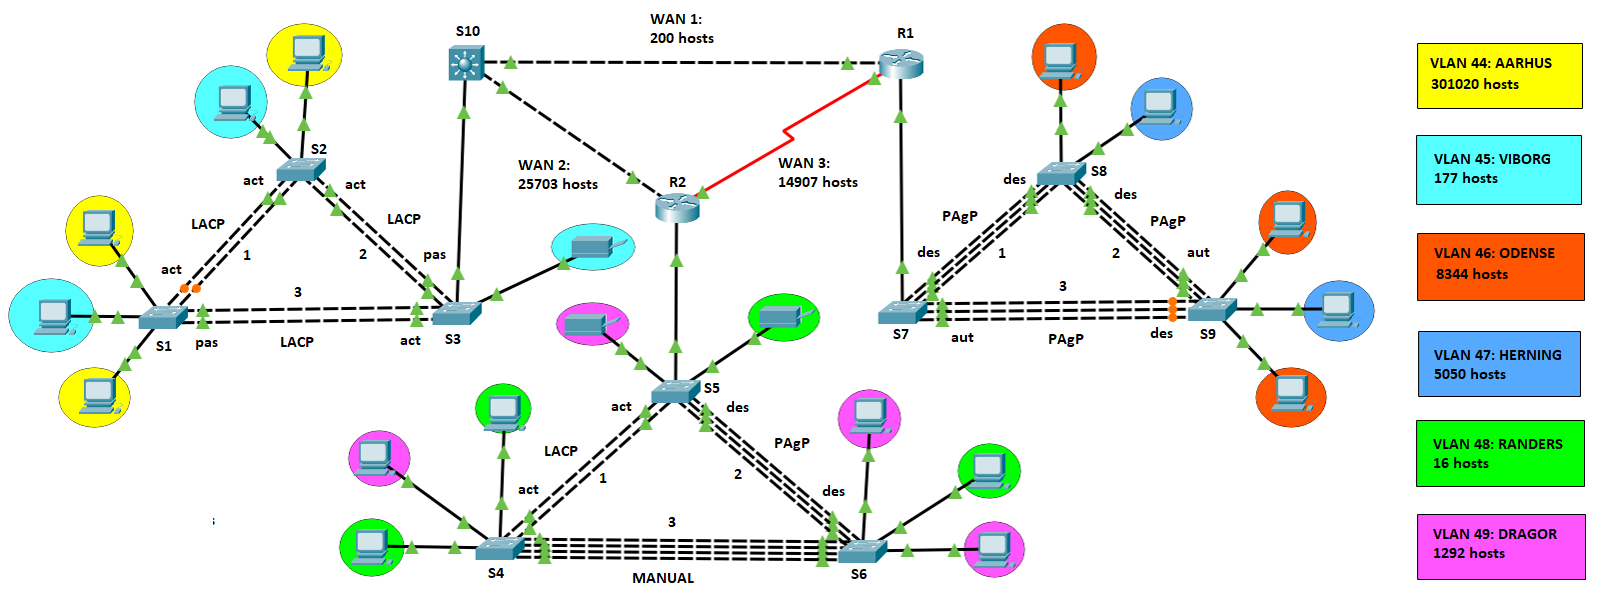 WAN 1:
200 hosts
S10
R1
VLAN 44: AARHUS
301020 hosts
S2
act
act
LACP
LACP
1
2
pas
act
3
S1
pas
LACP
act
S3
WAN 2:
25703 hosts
WAN 3:
14907 hosts
R2
S8
des
des
PAgP
PAgP
1
2
des
aut
3
S7
aut
PAgP
des
S9
VLAN 45: VIBORG
177 hosts
VLAN 46: ODENSE
8344 hosts
VLAN 47: HERNING
5050 hosts
VLAN 48: RANDERS
16 hosts
VLAN 49: DRAGOR
1292 hosts
S5
act
des
LACP
PAgP
1
2
act
des
3
S4
S6
MANUAL